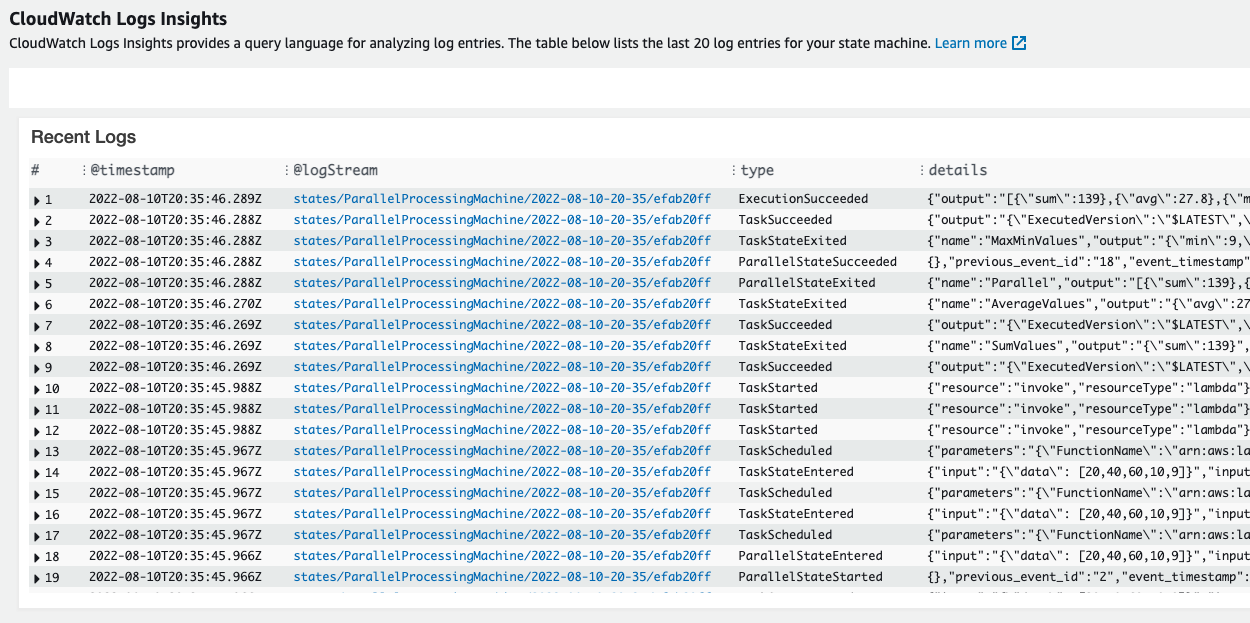 CloudWatch Logs Insights
CloudWatch Logs Insights provides a query language for analyzing log entries. The table below lists the last 20 log entries for your state machine. Learn more
Recent Logs
# @timestamp @logStream type details
1 2022-08-10T20:35:46.289Z states/ParallelProcessingMachine/2022-08-10-20-35/efab20ff ExecutionSucceeded {"output":"[{\"sum\":139},{\"avg\":27.8},{\"m
2 2022-08-10T20:35:46.288Z states/ParallelProcessingMachine/2022-08-10-20-35/efab20ff TaskSucceeded {"output":"{\"ExecutedVersion\":\"$LATEST\",\
3 2022-08-10T20:35:46.288Z states/ParallelProcessingMachine/2022-08-10-20-35/efab20ff TaskStateExited {"name":"MaxMinValues","output":"{\"min\":9,\
4 2022-08-10T20:35:46.288Z states/ParallelProcessingMachine/2022-08-10-20-35/efab20ff ParallelStateSucceeded {},"previous_event_id":"18","event_timestamp"
5 2022-08-10T20:35:46.288Z states/ParallelProcessingMachine/2022-08-10-20-35/efab20ff ParallelStateExited {"name":"Parallel","output":"[{\"sum\":139},{
6 2022-08-10T20:35:46.270Z states/ParallelProcessingMachine/2022-08-10-20-35/efab20ff TaskStateExited {"name":"AverageValues","output":"{\"avg\":27
7 2022-08-10T20:35:46.269Z states/ParallelProcessingMachine/2022-08-10-20-35/efab20ff TaskSucceeded {"output":"{\"ExecutedVersion\":\"$LATEST\",\
8 2022-08-10T20:35:46.269Z states/ParallelProcessingMachine/2022-08-10-20-35/efab20ff TaskStateExited {"name":"SumValues","output":"{\"sum\":139}",
9 2022-08-10T20:35:46.269Z states/ParallelProcessingMachine/2022-08-10-20-35/efab20ff TaskSucceeded {"output":"{\"ExecutedVersion\":\"$LATEST\",\
10 2022-08-10T20:35:45.988Z states/ParallelProcessingMachine/2022-08-10-20-35/efab20ff TaskStarted {"resource":"invoke","resourceType":"lambda"}
11 2022-08-10T20:35:45.988Z states/ParallelProcessingMachine/2022-08-10-20-35/efab20ff TaskStarted {"resource":"invoke","resourceType":"lambda"}
12 2022-08-10T20:35:45.988Z states/ParallelProcessingMachine/2022-08-10-20-35/efab20ff TaskStarted {"resource":"invoke","resourceType":"lambda"}
13 2022-08-10T20:35:45.967Z states/ParallelProcessingMachine/2022-08-10-20-35/efab20ff TaskScheduled {"parameters":"{\"FunctionName\":\"arn:aws:la
14 2022-08-10T20:35:45.967Z states/ParallelProcessingMachine/2022-08-10-20-35/efab20ff TaskStateEntered {"input":"{\"data\": [20,40,60,10,9]}","input
15 2022-08-10T20:35:45.967Z states/ParallelProcessingMachine/2022-08-10-20-35/efab20ff TaskScheduled {"parameters":"{\"FunctionName\":\"arn:aws:la
16 2022-08-10T20:35:45.967Z states/ParallelProcessingMachine/2022-08-10-20-35/efab20ff TaskStateEntered {"input":"{\"data\": [20,40,60,10,9]}","input
17 2022-08-10T20:35:45.967Z states/ParallelProcessingMachine/2022-08-10-20-35/efab20ff TaskScheduled {"parameters":"{\"FunctionName\":\"arn:aws:la
18 2022-08-10T20:35:45.966Z states/ParallelProcessingMachine/2022-08-10-20-35/efab20ff ParallelStateEntered {"input":"{\"data\": [20,40,60,10,9]}","input
19 2022-08-10T20:35:45.966Z states/ParallelProcessingMachine/2022-08-10-20-35/efab20ff ParallelStateStarted {},"previous_event_id":"2","event_timestamp":